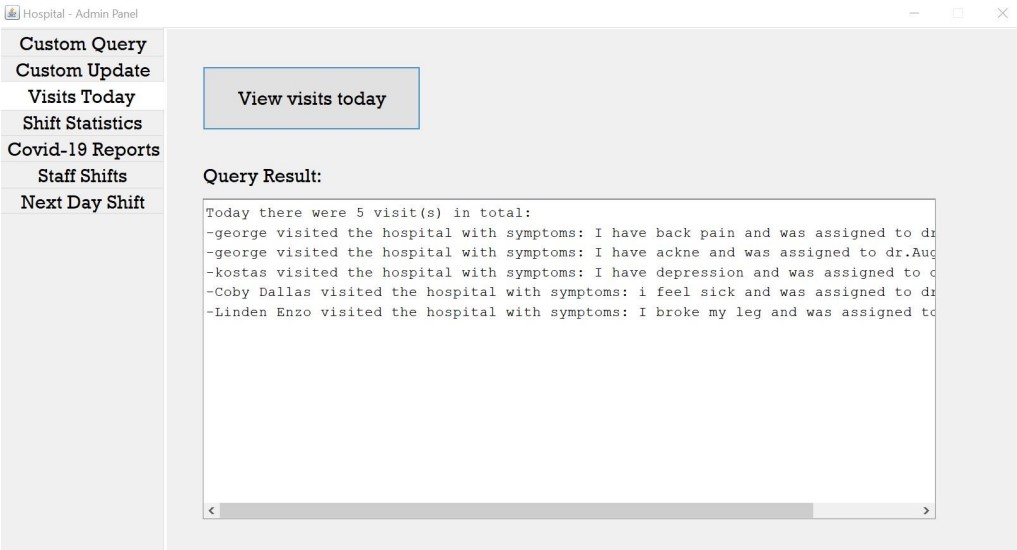 Hospital - Admin Panel
Custom Query
Custom Update
Visits Today
Shift Statistics
Covid-19 Reports
Staff Shifts
Next Day Shift
View visits today
Query Result:
Today there were 5 visit(s) in total:
-george visited the hospital with symptoms: I have back pain and was assigned to dr
-george visited the hospital with symptoms: I have ackne and was assigned to dr.Aug
-kostas visited the hospital with symptoms: I have depression and was assigned to
-Coby Dallas visited the hospital with symptoms: i feel sick and was assigned to dr
-Linden Enzo visited the hospital with symptoms: I broke my leg and was assigned to